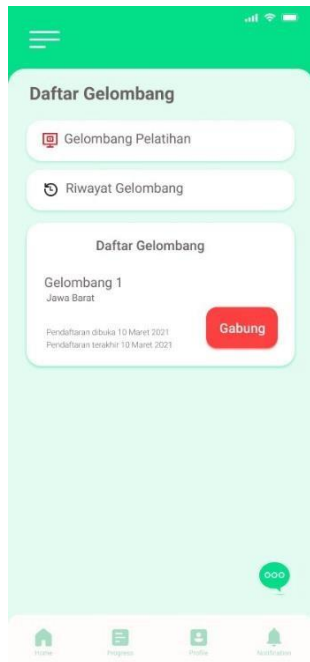 Daftar Gelombang
Gelombang Pelatihan
Riwayat Gelombang
Daftar Gelombang
Gelombang 1
Jawa Barat
Pendaftaran dibuka 10 Maret 2021
Pendaftaran terakhir 10 Maret 2021
Gabung
Home
Progress
Profile
Notification